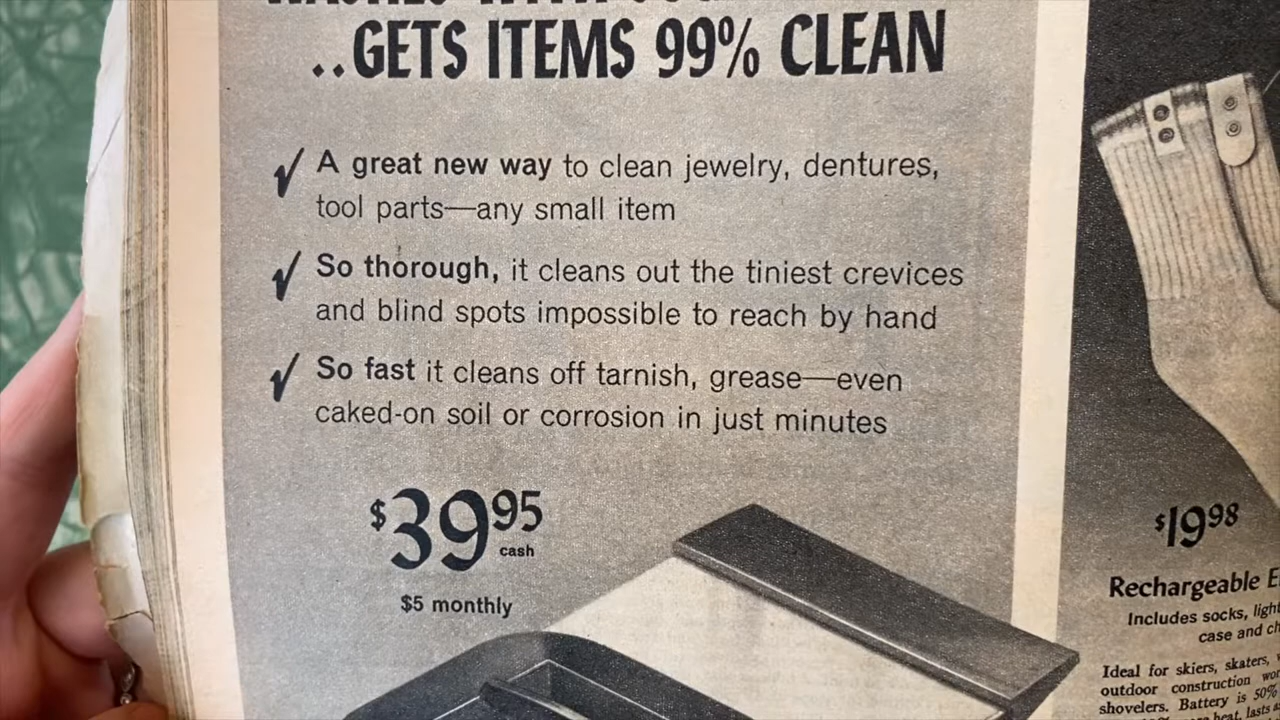 ..GETS ITEMS 99% CLEAN
✓ A great new way to clean jewelry, dentures,
tool parts—any small item
✓ So thorough, it cleans out the tiniest crevices
and blind spots impossible to reach by hand
✓ So fast it cleans off tarnish, grease—even
caked-on soil or corrosion in just minutes
$39.95
cash
$5 monthly
$19.98
Rechargeable
Includes socks,
case and
Ideal for skiers, skaters,
outdoor construction
shovelers. Battery is 50%
heat, lasts